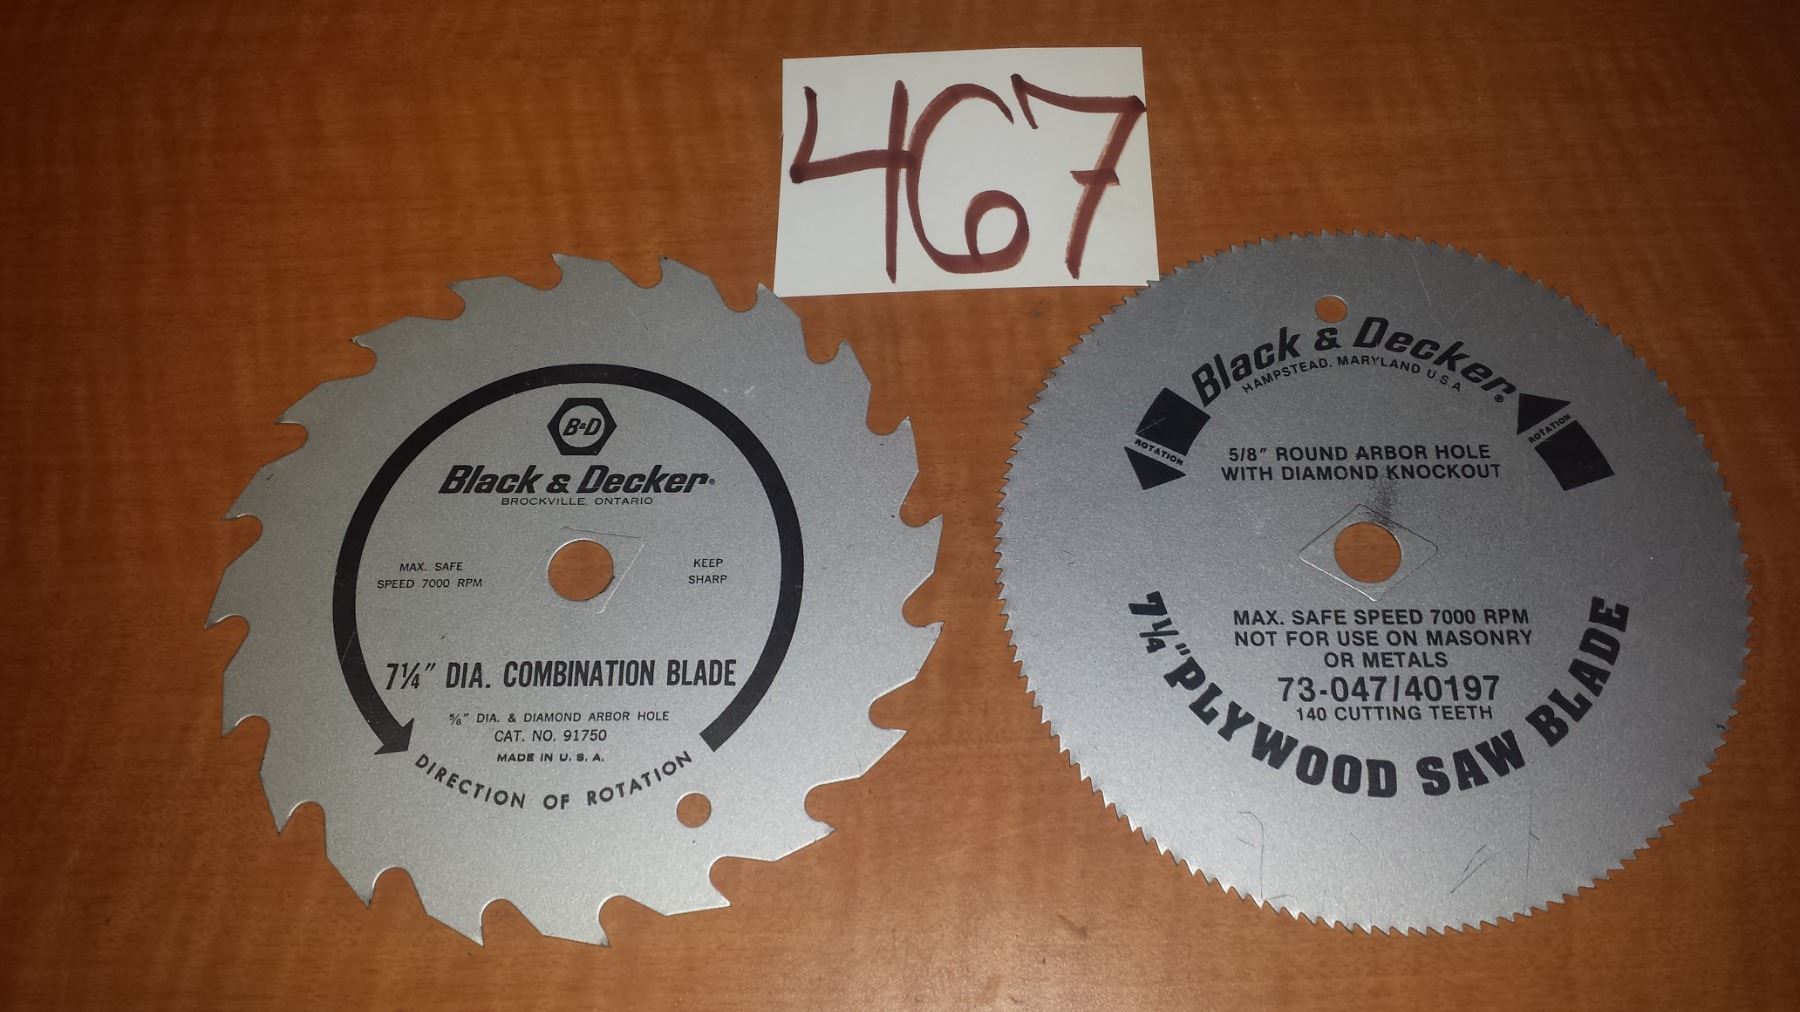 467
B&D
Black & Decker®
BROCKVILLE, ONTARIO
MAX. SAFE
SPEED 7000 RPM
KEEP
SHARP
7¼" DIA. COMBINATION BLADE
⅝" DIA. & DIAMOND ARBOR HOLE
CAT. NO. 91750
MADE IN U. S. A.
DIRECTION OF ROTATION
Black & Decker®
HAMPSTEAD, MARYLAND U.S.A
ROTATION
ROTATION
5/8" ROUND ARBOR HOLE
WITH DIAMOND KNOCKOUT
MAX. SAFE SPEED 7000 RPM
NOT FOR USE ON MASONRY
OR METALS
73-047/40197
140 CUTTING TEETH
7¼" PLYWOOD SAW BLADE